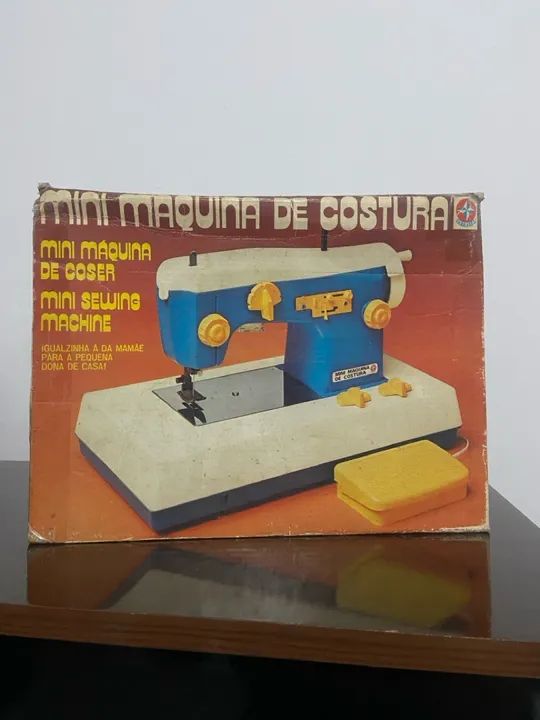 MINI MAQUINA DE COSTURA
MINI MÁQUINA
DE COSER
MINI SEWING
MACHINE
IGUALZINHA À DA MAMÃE
PARA A PEQUENA
DONA DE CASA!
MINI MAQUINA
DE COSTURA